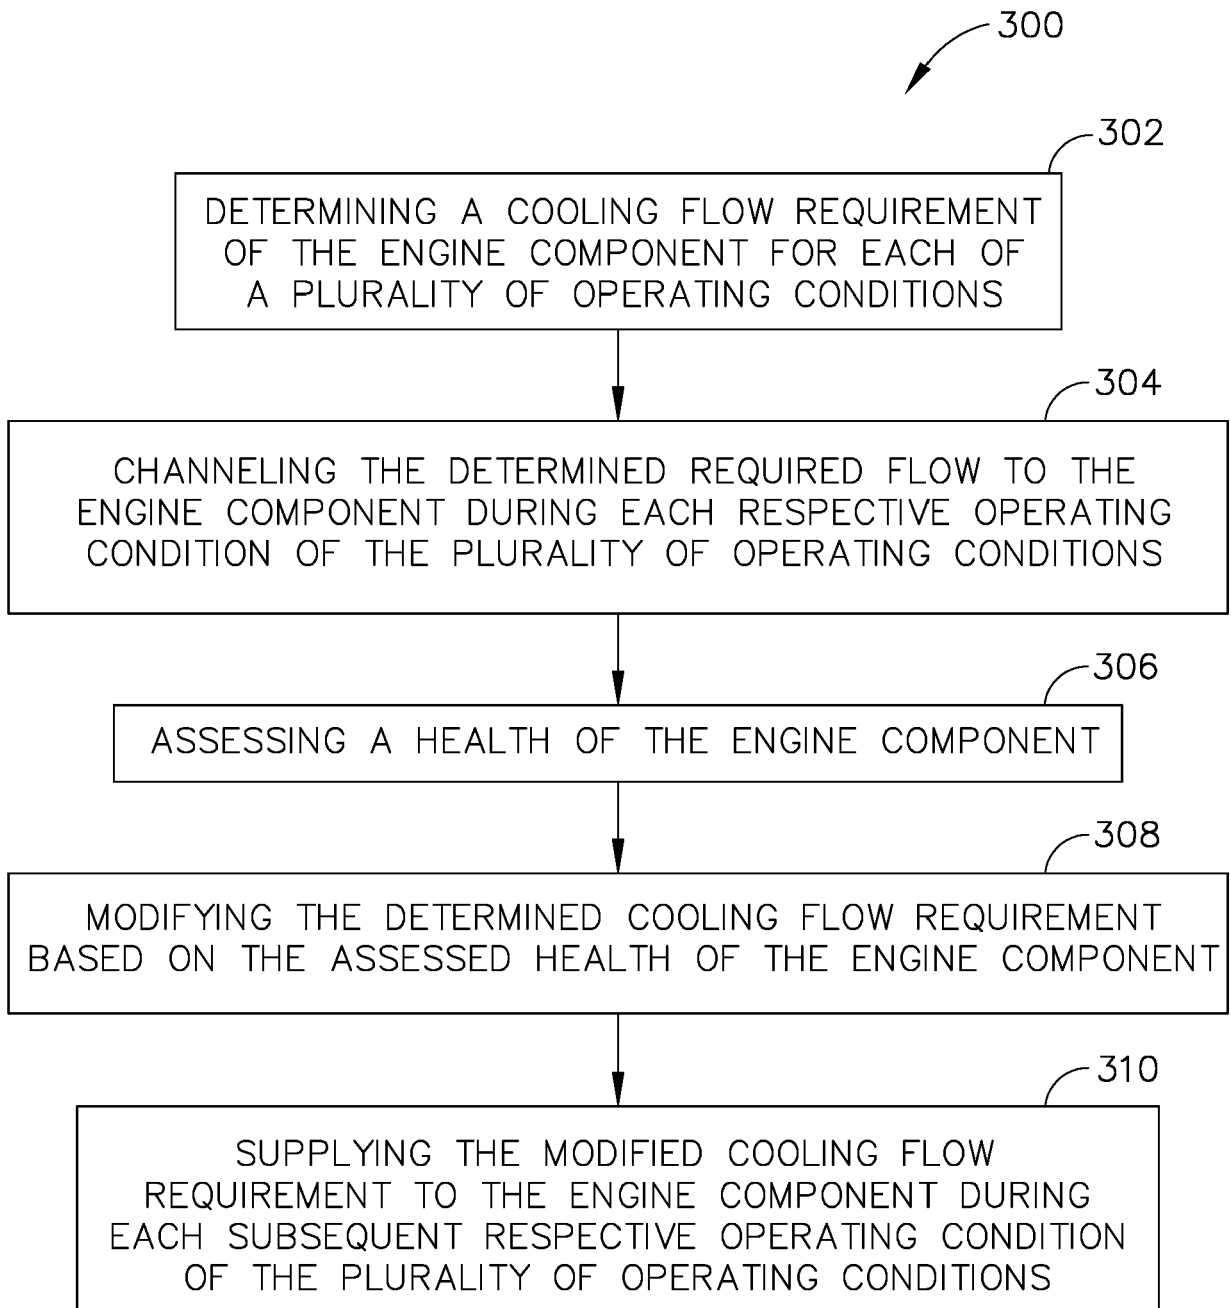 300
302
DETERMINING A COOLING FLOW REQUIREMENT
OF THE ENGINE COMPONENT FOR EACH OF
A PLURALITY OF OPERATING CONDITIONS
304
CHANNELING THE DETERMINED REQUIRED FLOW TO THE
ENGINE COMPONENT DURING EACH RESPECTIVE OPERATING
CONDITION OF THE PLURALITY OF OPERATING CONDITIONS
306
ASSESSING A HEALTH OF THE ENGINE COMPONENT
308
MODIFYING THE DETERMINED COOLING FLOW REQUIREMENT
BASED ON THE ASSESSED HEALTH OF THE ENGINE COMPONENT
310
SUPPLYING THE MODIFIED COOLING FLOW
REQUIREMENT TO THE ENGINE COMPONENT DURING
EACH SUBSEQUENT RESPECTIVE OPERATING CONDITION
OF THE PLURALITY OF OPERATING CONDITIONS